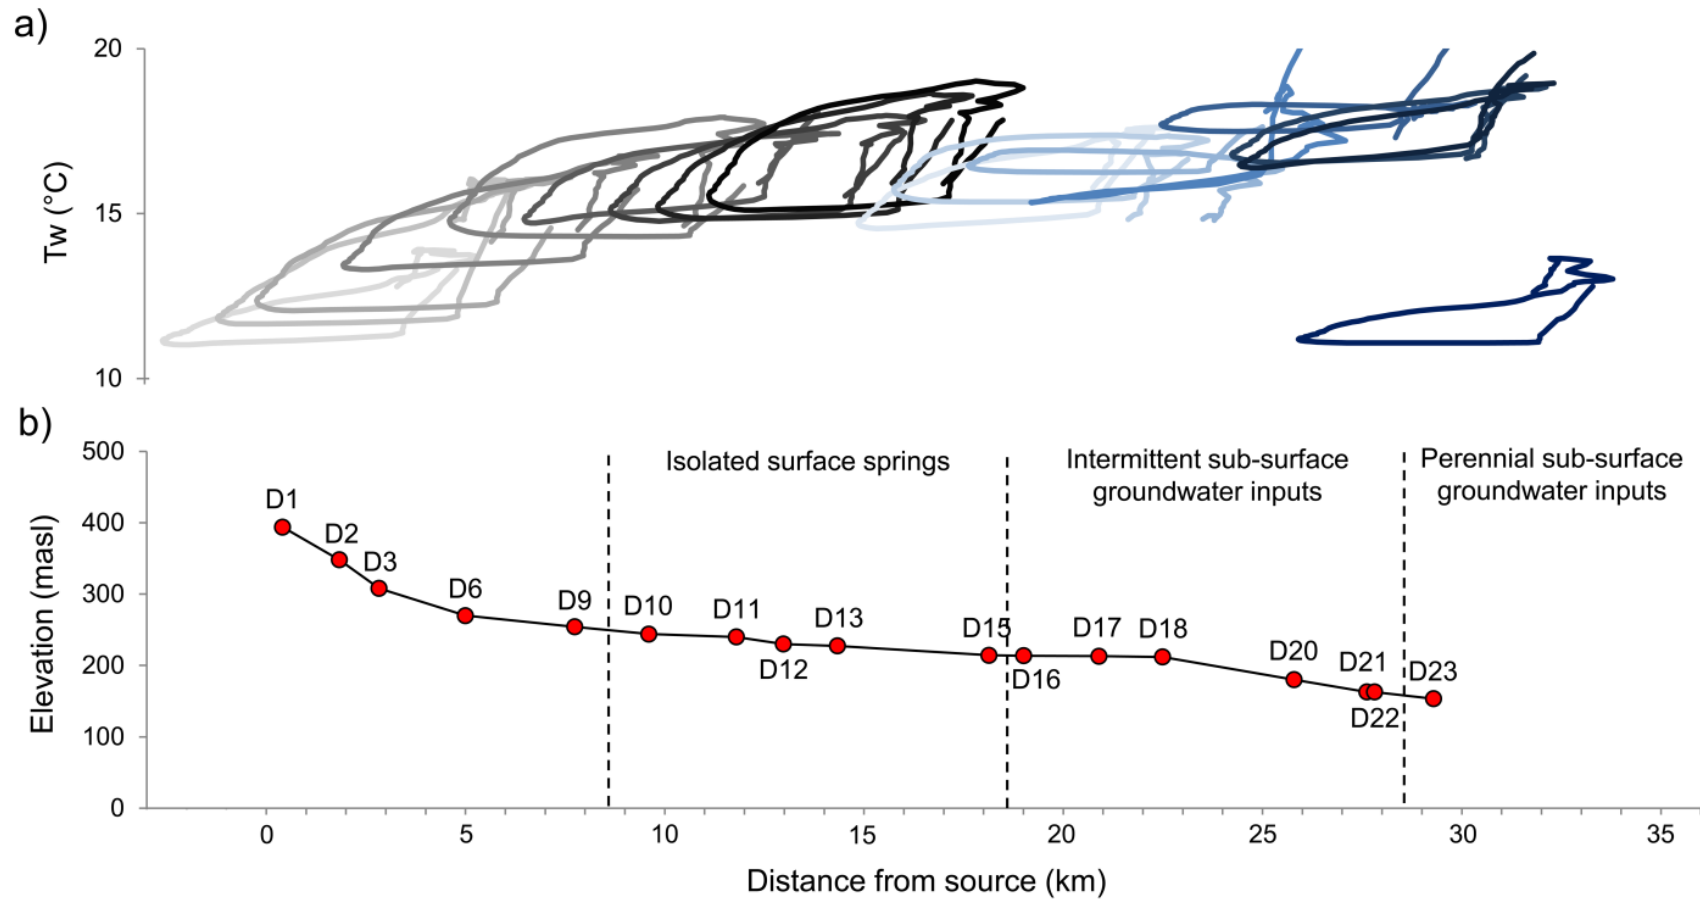 a)
20
15
10
Tw (°C)
b)
500
400
300
200
100
0
Elevation (masl)
Isolated surface springs
Intermittent sub-surface
groundwater inputs
Perennial sub-surface
groundwater inputs
D1
D2
D3
D6
D9
D10
D11
D12
D13
D15
D16
D17
D18
D20
D21
D22
D23
0 5 10 15 20 25 30 35
Distance from source (km)